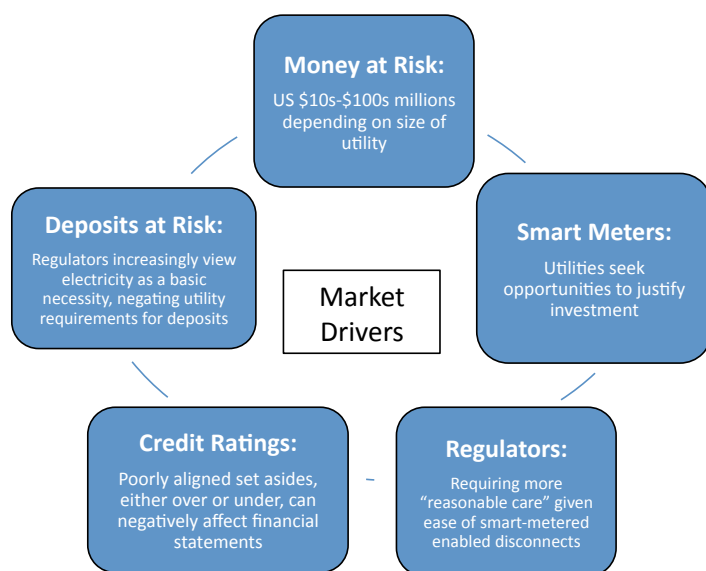 Money at Risk:
US $10s-$100s millions
depending on size of
utility
Smart Meters:
Utilities seek
opportunities to justify
investment
Regulators:
Requiring more
“reasonable care” given
ease of smart-metered
enabled disconnects
Credit Ratings:
Poorly aligned set asides,
either over or under, can
negatively affect financial
statements
Deposits at Risk:
Regulators increasingly view
electricity as a basic
necessity, negating utility
requirements for deposits
Market
Drivers